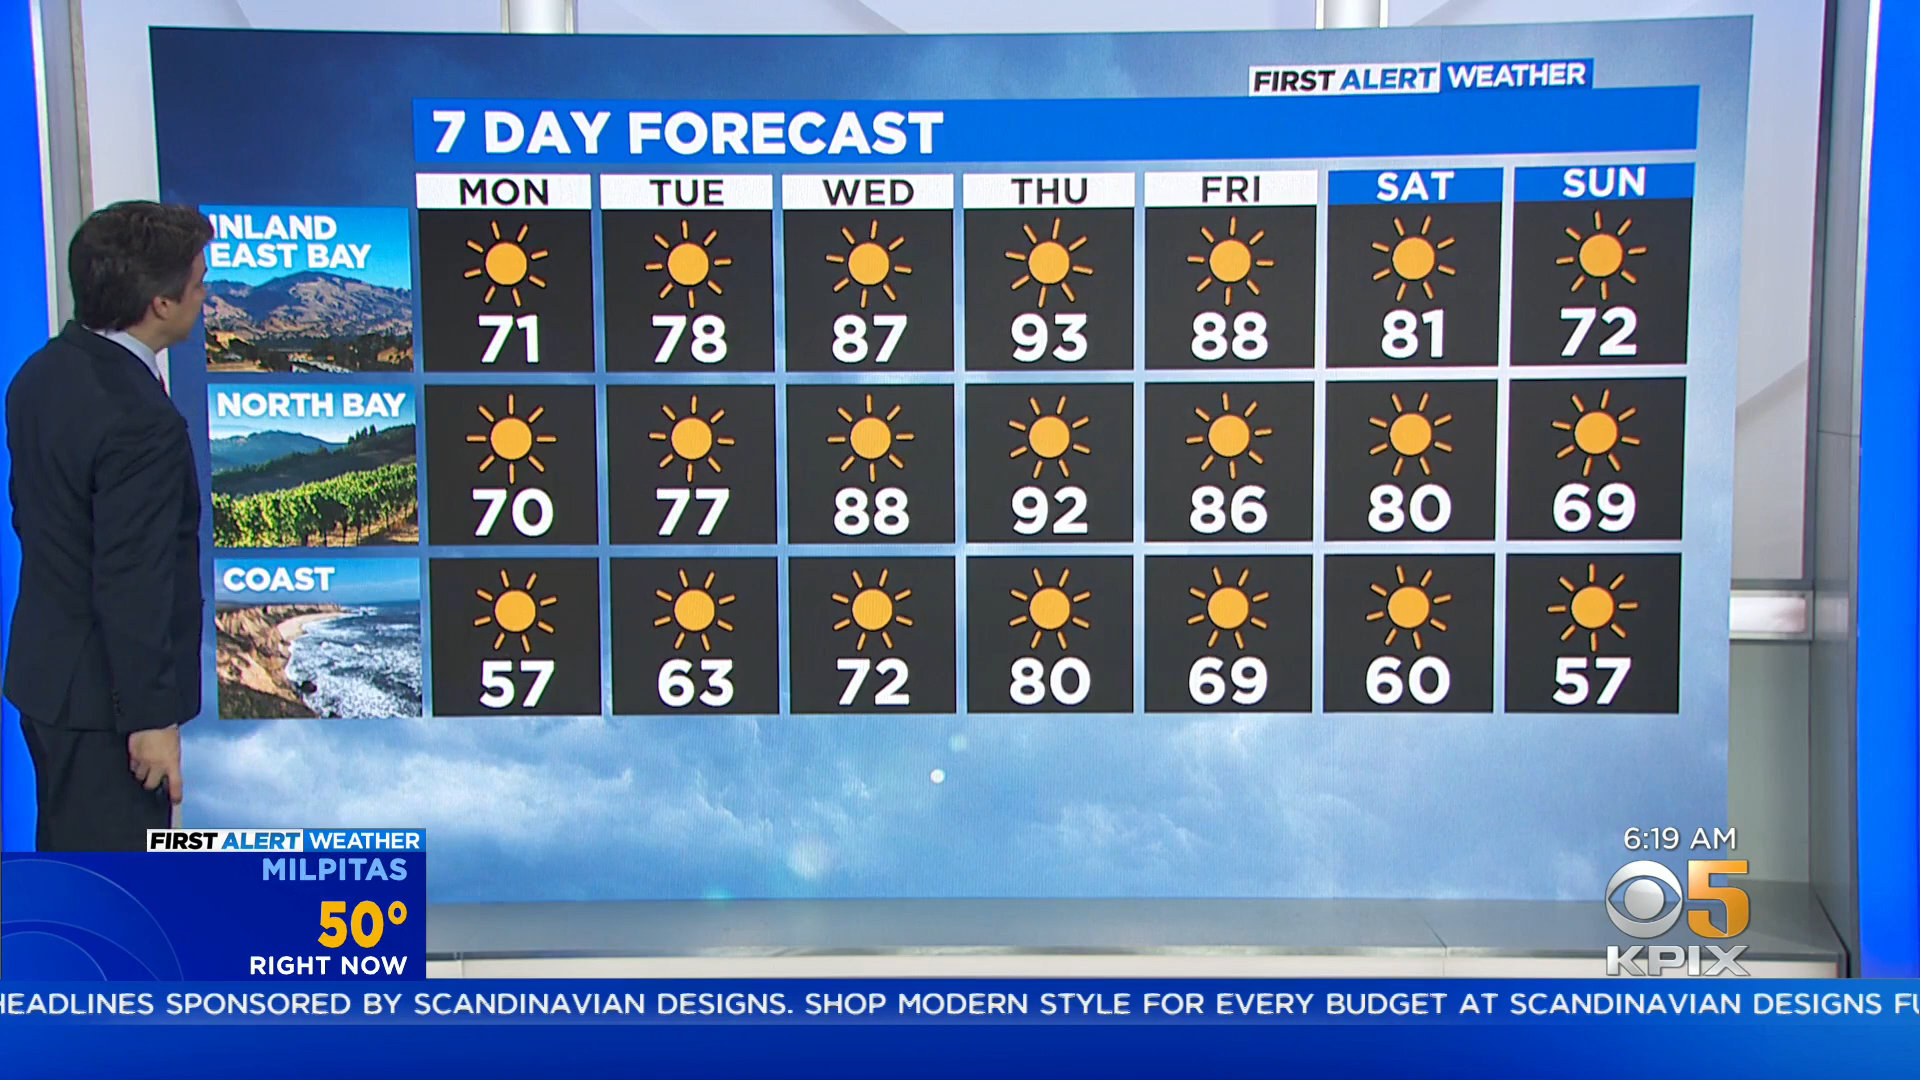 FIRST ALERT WEATHER
7 DAY FORECAST
MON TUE WED THU FRI SAT SUN
INLAND
EAST BAY
71 78 87 93 88 81 72
NORTH BAY
70 77 88 92 86 80 69
COAST
57 63 72 80 69 60 57
FIRST ALERT WEATHER
MILPITAS
50°
RIGHT NOW
6:19 AM
5
KPIX
HEADLINES SPONSORED BY SCANDINAVIAN DESIGNS. SHOP MODERN STYLE FOR EVERY BUDGET AT SCANDINAVIAN DESIGNS FU